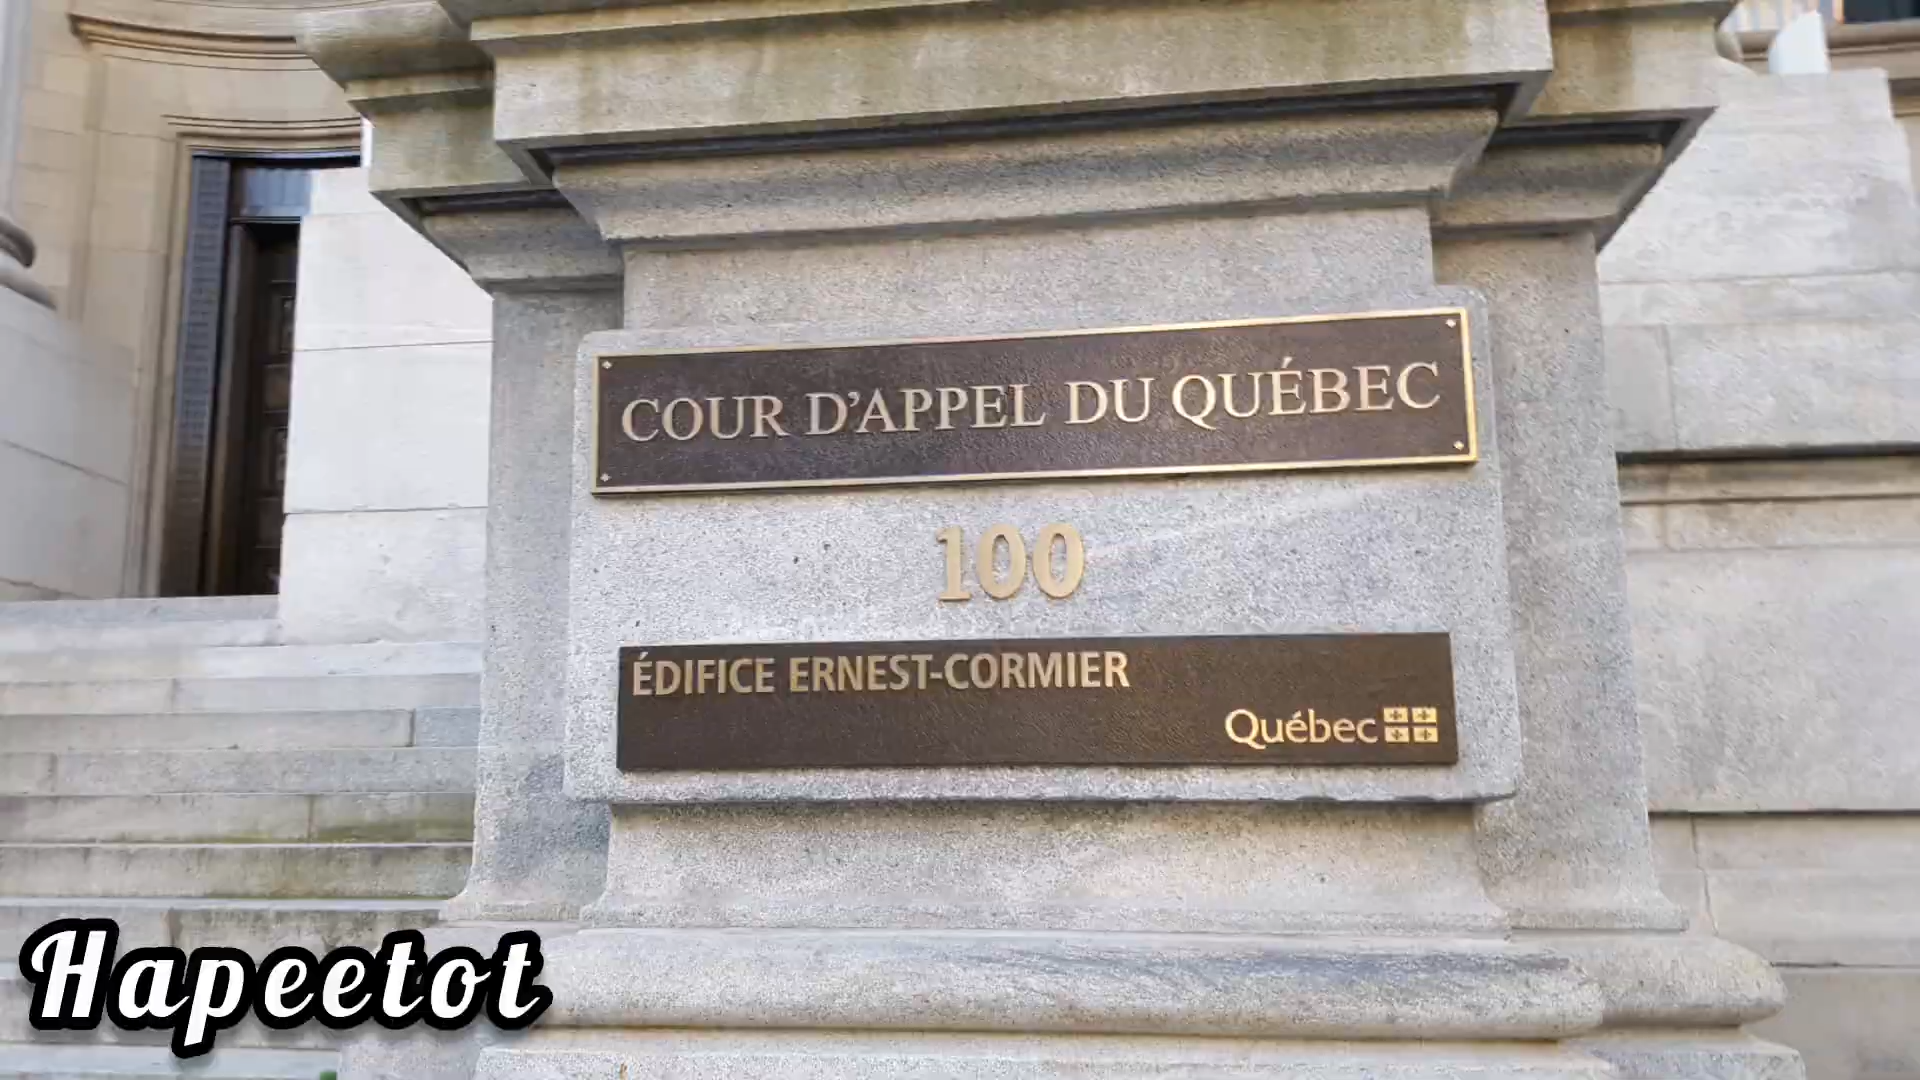 COUR D'APPEL DU QUÉBEC
100
ÉDIFICE ERNEST-CORMIER
Québec
Hapeetot